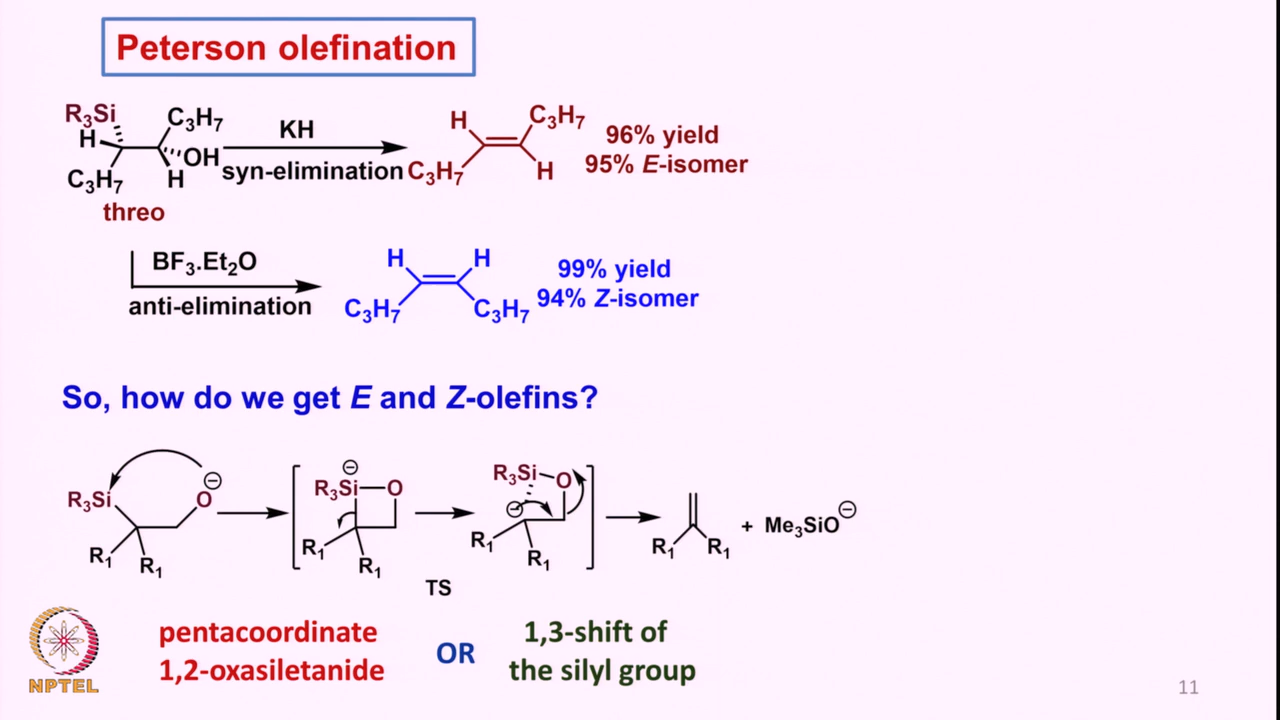 Peterson olefination
R₃Si
H
C₃H₇
OH
C₃H₇
H
threo
KH
syn-elimination
H
C₃H₇
C₃H₇
H
96% yield
95% E-isomer
BF₃.Et₂O
anti-elimination
H
H
C₃H₇
C₃H₇
99% yield
94% Z-isomer
So, how do we get E and Z-olefins?
R₃Si
O
⊖
R₁
R₁
⊖
R₃Si
O
R₁
R₁
TS
R₃Si
O
⊖
R₁
R₁
R₁
R₁
+ Me₃SiO⊖
pentacoordinate
1,2-oxasiletanide
OR
1,3-shift of
the silyl group
NPTEL
11